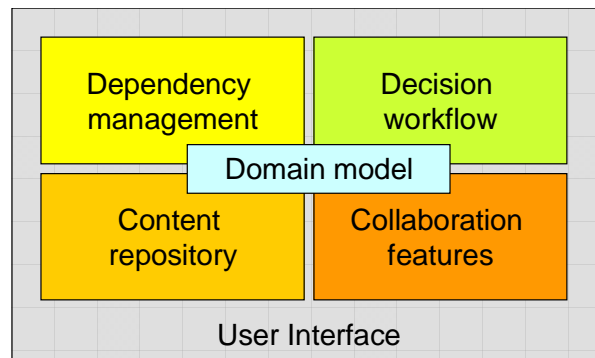 Dependency
management
Decision
workflow
Domain model
Content
repository
Collaboration
features
User Interface